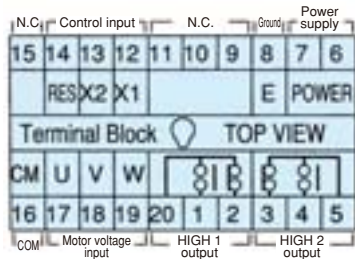 N.C. Control input N.C. Ground Power supply
15 14 13 12 11 10 9 8 7 6
RES X2 X1 E POWER
Terminal Block TOP VIEW
CM U V W
16 17 18 19 20 1 2 3 4 5
COM Motor voltage input HIGH 1 output HIGH 2 output